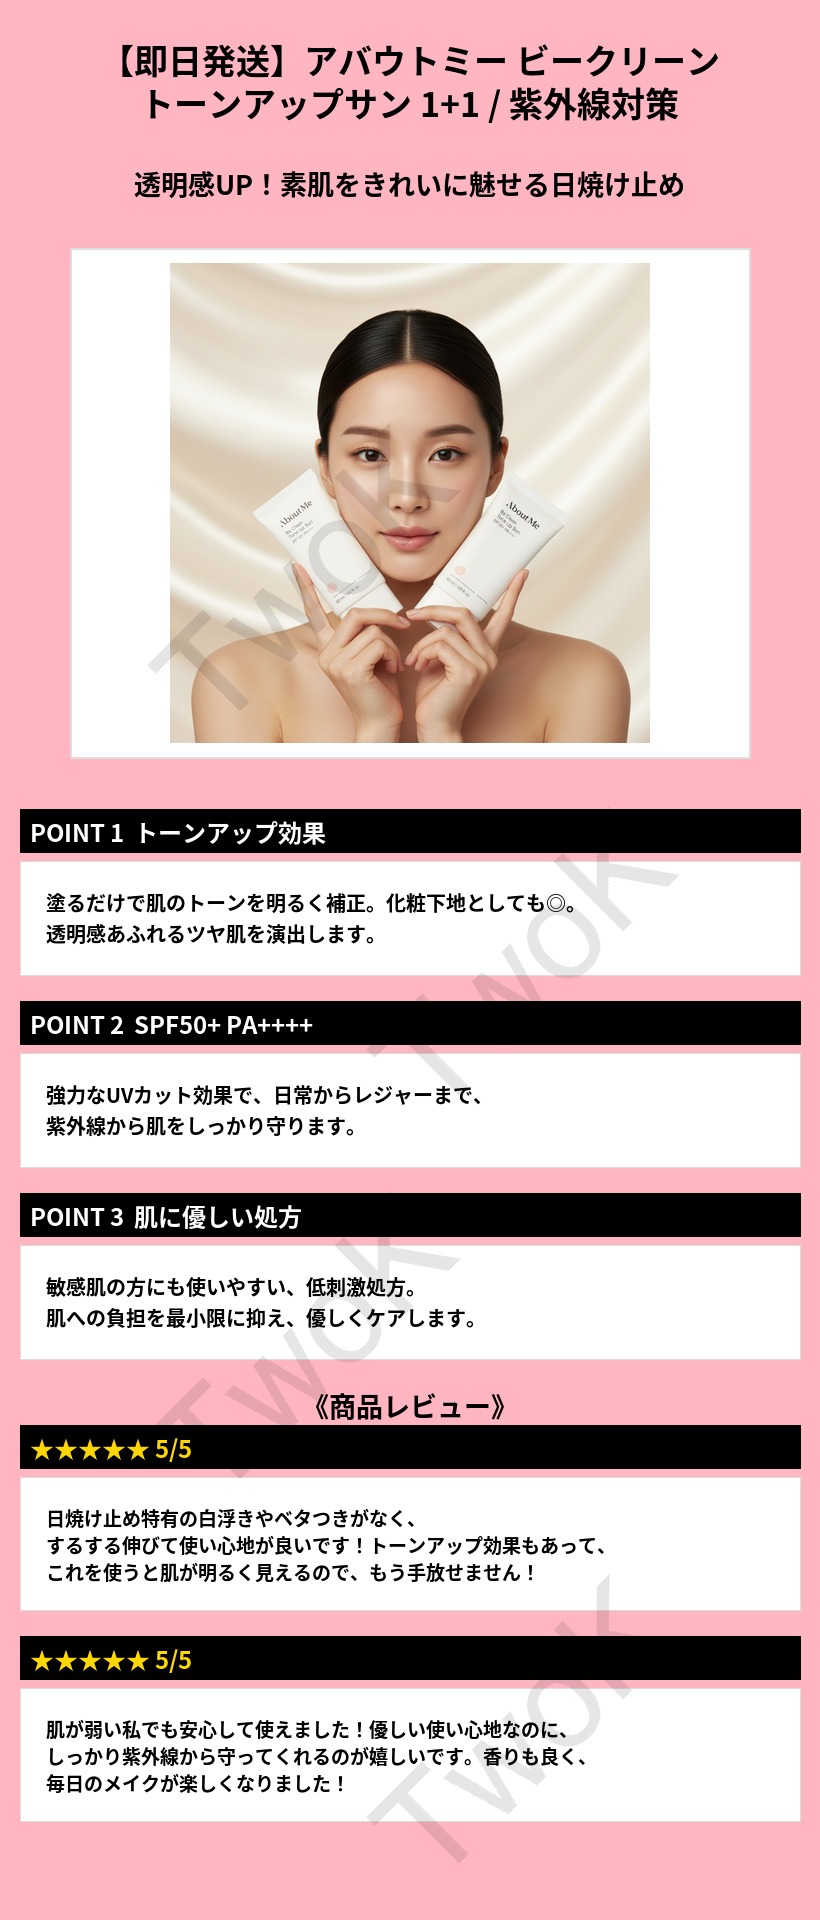 【即日発送】アバウトミー ビークリーン
トーンアップサン 1+1 / 紫外線対策
透明感UP！素肌をきれいに魅せる日焼け止め
AboutMe
Be Clean
Tone Up Sun
AboutMe
Be Clean
Tone Up Sun
Twok
POINT 1 トーンアップ効果
塗るだけで肌のトーンを明るく補正。化粧下地としても◎。
透明感あふれるツヤ肌を演出します。
Twok
POINT 2 SPF50+ PA++++
強力なUVカット効果で、日常からレジャーまで、
紫外線から肌をしっかり守ります。
POINT 3 肌に優しい処方
敏感肌の方にも使いやすい、低刺激処方。
肌への負担を最小限に抑え、優しくケアします。
Twok
《商品レビュー》
★★★★★ 5/5
日焼け止め特有の白浮きやベタつきがなく、
するする伸びて使い心地が良いです！トーンアップ効果もあって、
これを使うと肌が明るく見えるので、もう手放せません！
★★★★★ 5/5
肌が弱い私でも安心して使えました！優しい使い心地なのに、
しっかり紫外線から守ってくれるのが嬉しいです。香りも良く、
毎日のメイクが楽しくなりました！
Twok